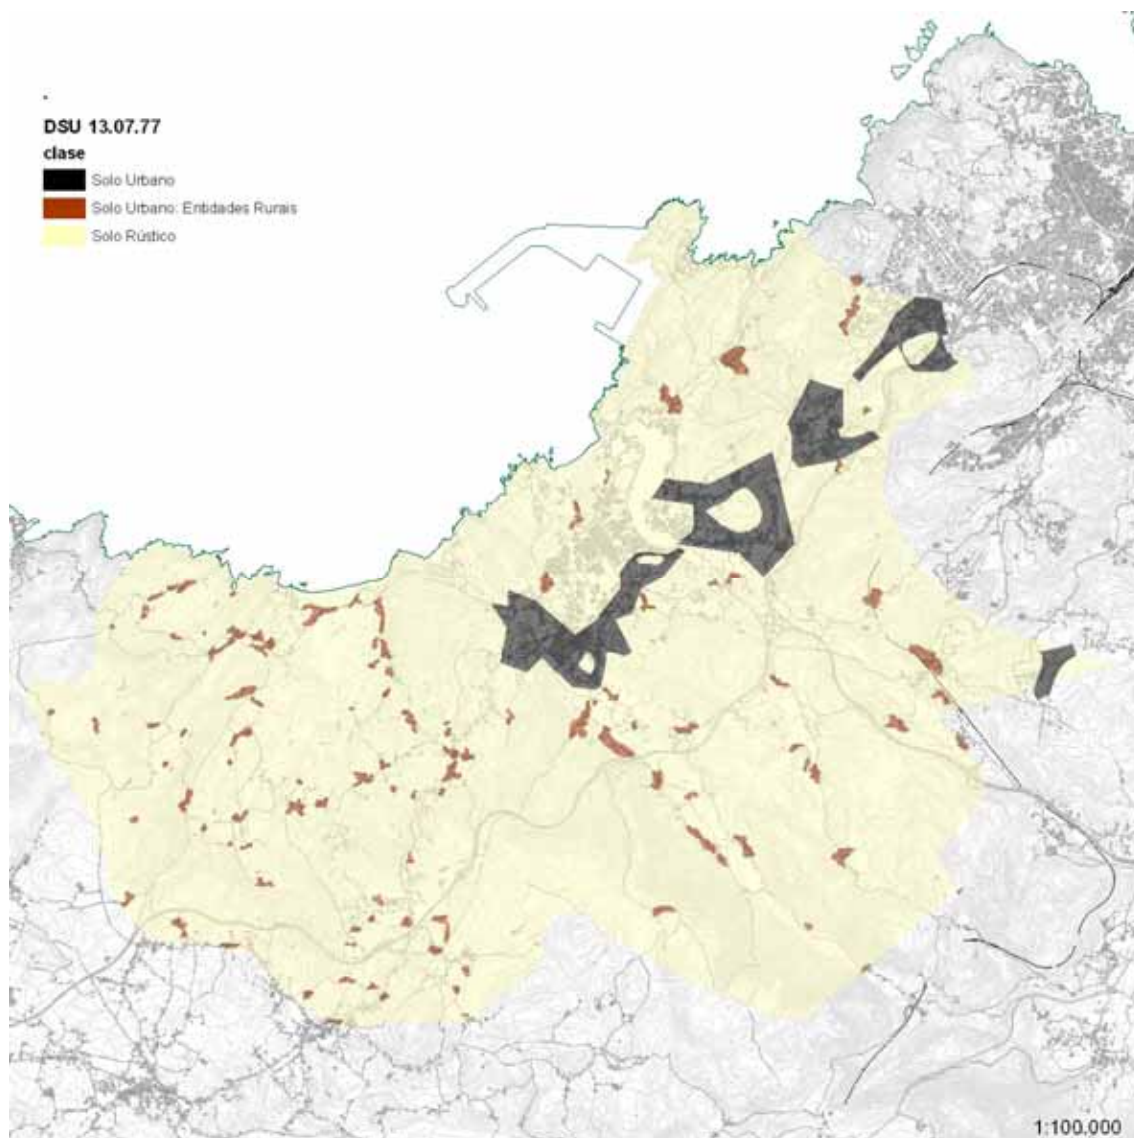 DSU 13.07.77
clase
Solo Urbano
Solo Urbano: Entidades Rurais
Solo Rústico
1:100.000